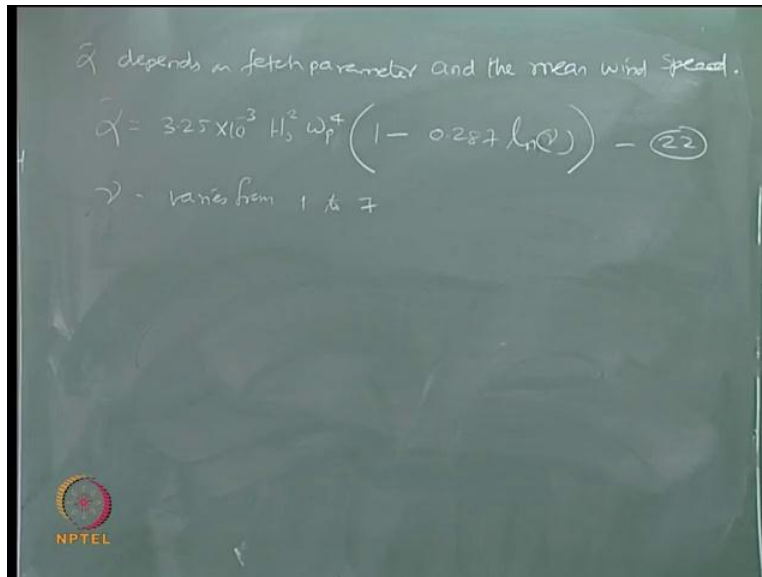 ᾱ depends on fetch parameter and the mean wind speed.
ᾱ = 3.25×10⁻³ Hs² ωp⁴ (1 − 0.287 ln(γ)) – (22)
γ - varies from 1 to 7
NPTEL